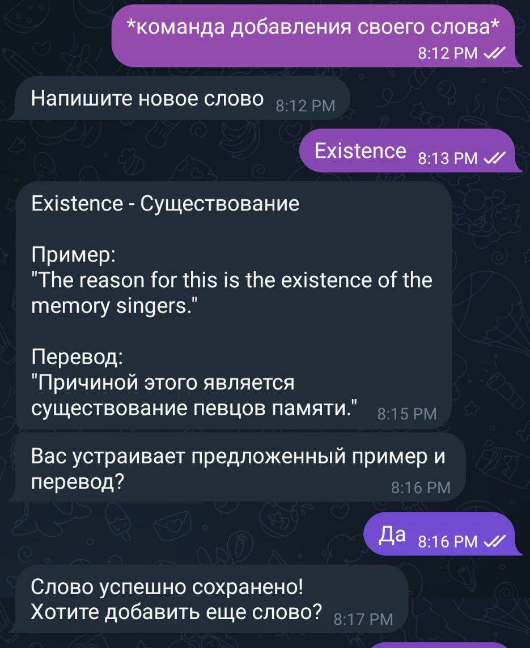 *команда добавления своего слова*
8:12 PM
Напишите новое слово 8:12 PM
Existence 8:13 PM
Existence - Существование
Пример:
"The reason for this is the existence of the
memory singers."
Перевод:
"Причиной этого является
существование певцов памяти." 8:15 PM
Вас устраивает предложенный пример и
перевод? 8:16 PM
Да 8:16 PM
Слово успешно сохранено!
Хотите добавить еще слово? 8:17 PM